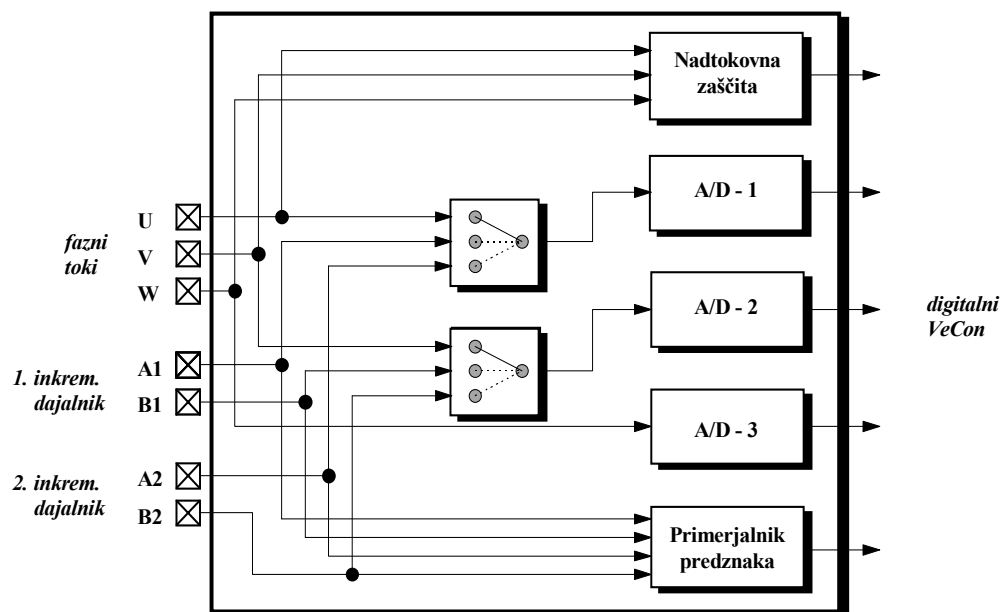 Nadtokovna
zaščita
A/D - 1
U
fazni
toki
V
W
A/D - 2
digitalni
VeCon
1. inkrem.
dajalnik
A1
B1
A/D - 3
2. inkrem.
dajalnik
A2
B2
Primerjalnik
predznaka